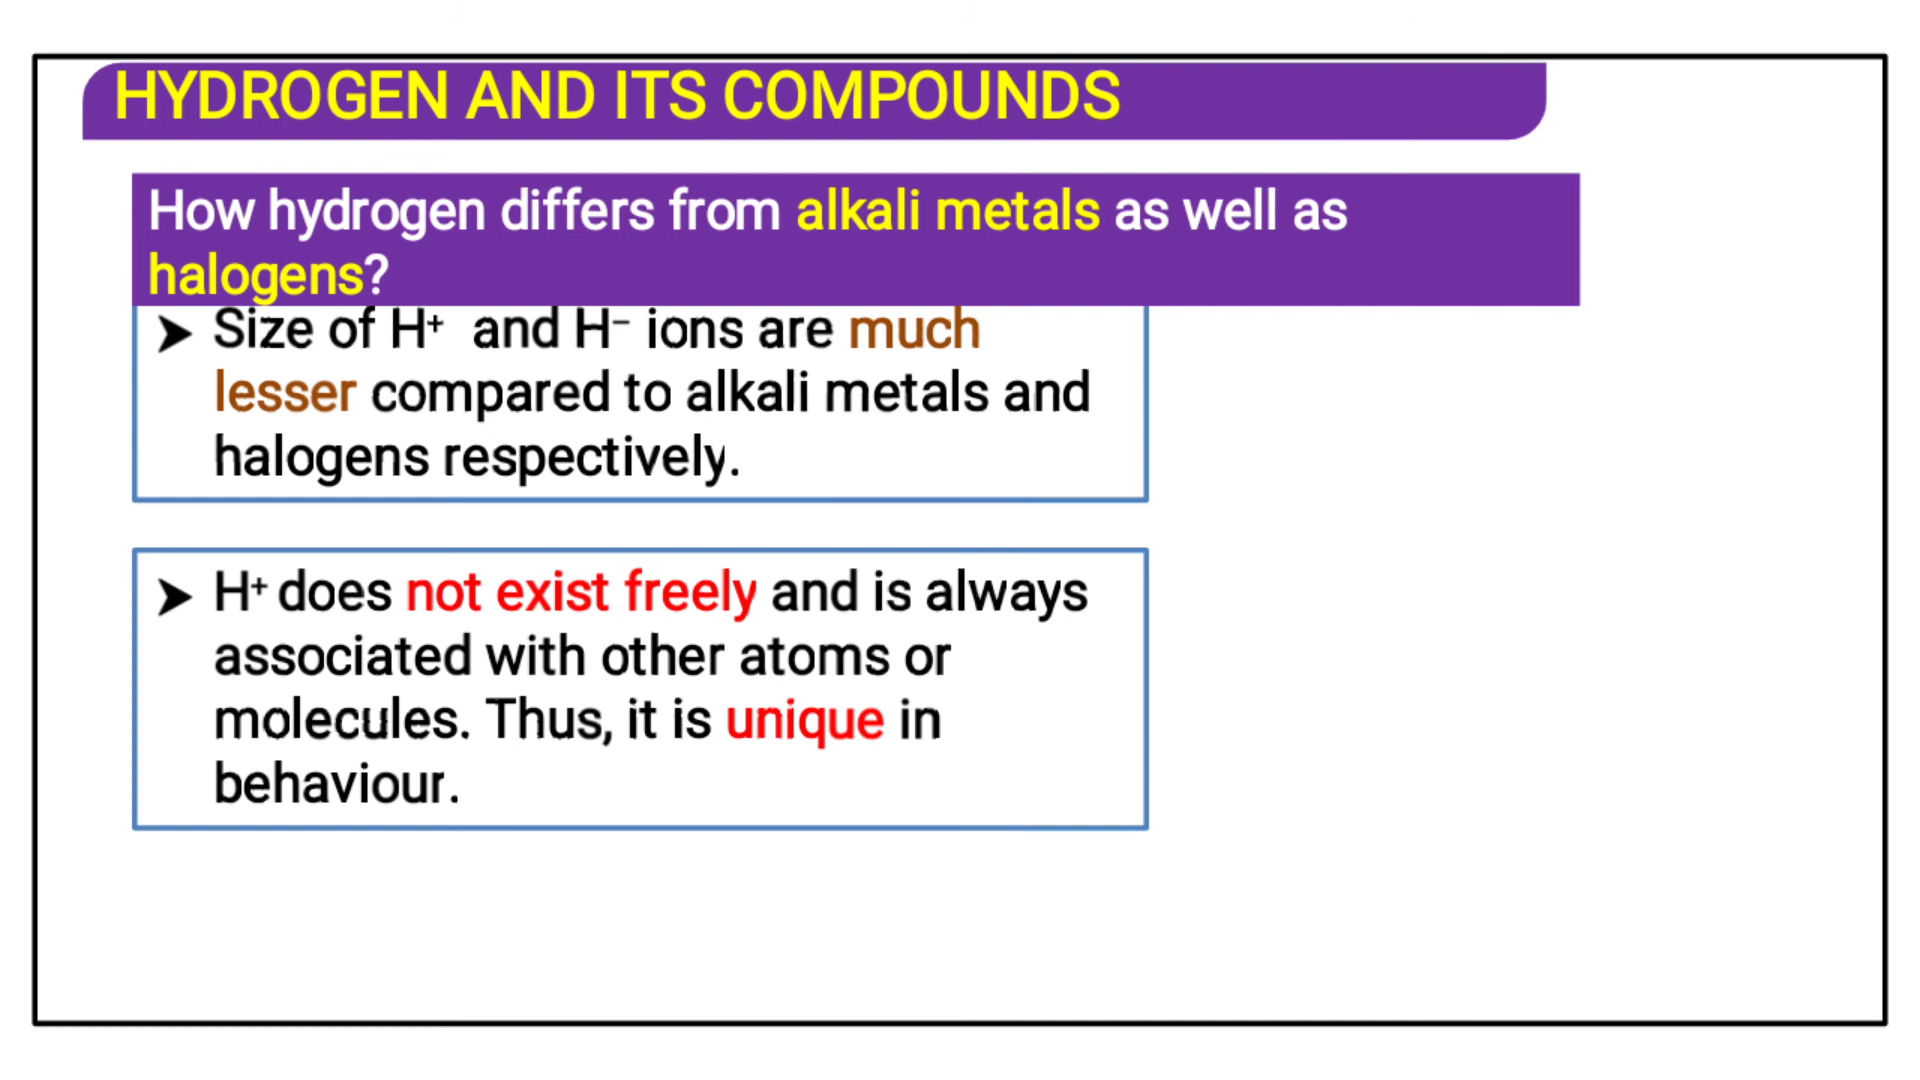 HYDROGEN AND ITS COMPOUNDS
How hydrogen differs from alkali metals as well as
halogens?
➤ Size of H⁺ and H⁻ ions are much
lesser compared to alkali metals and
halogens respectively.
➤ H⁺ does not exist freely and is always
associated with other atoms or
molecules. Thus, it is unique in
behaviour.